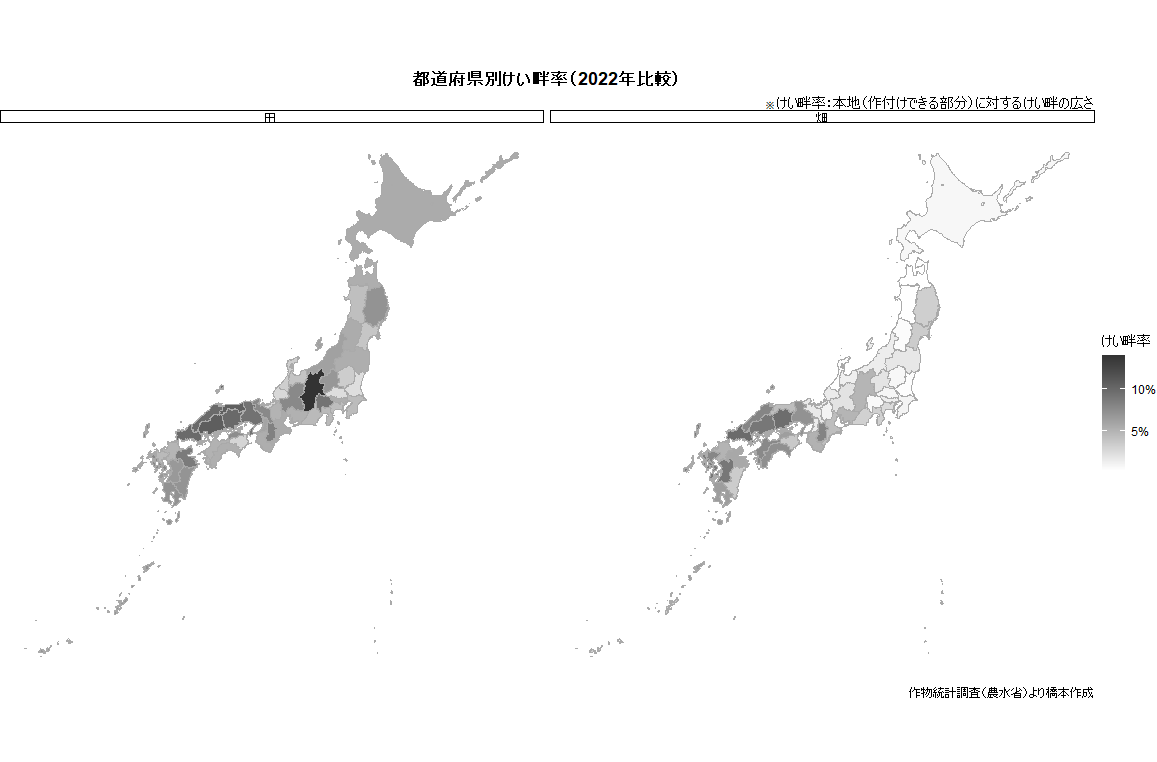 都道府県別けい畔率（2022年比較）
※けい畔率：本地（作付けできる部分）に対するけい畔の広さ
田
畑
けい畔率
10%
5%
作物統計調査（農水省）より橋本作成